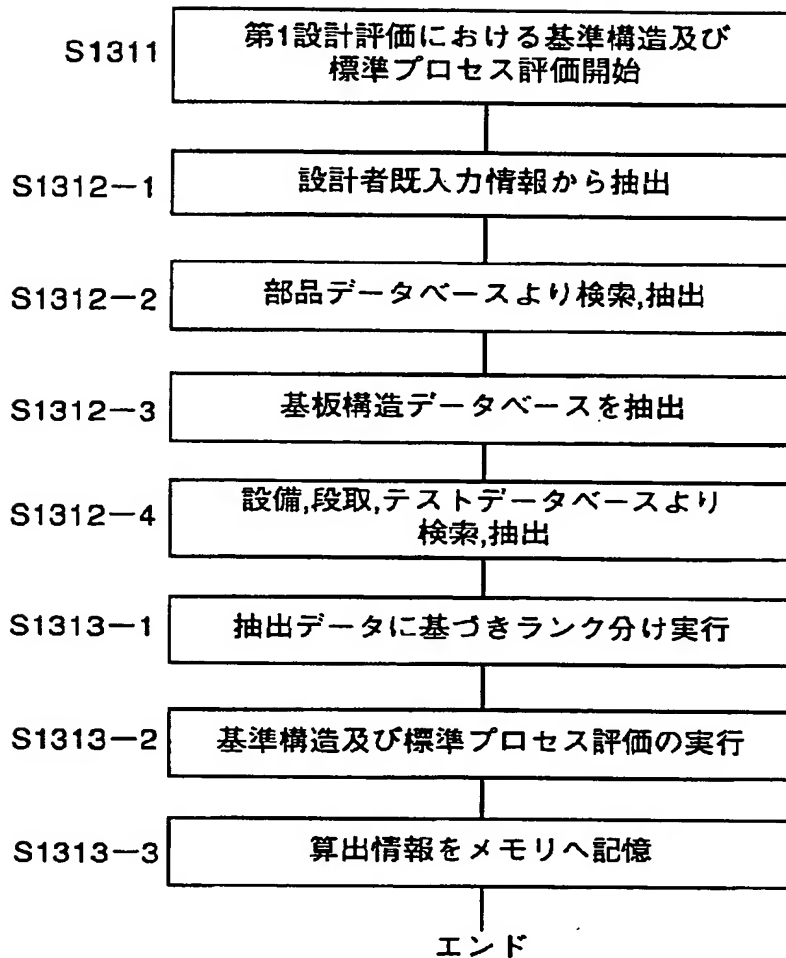 S1311
第1設計評価における基準構造及び
標準プロセス評価開始
S1312-1
設計者既入力情報から抽出
S1312-2
部品データベースより検索,抽出
S1312-3
基板構造データベースを抽出
S1312-4
設備,段取,テストデータベースより
検索,抽出
S1313-1
抽出データに基づきランク分け実行
S1313-2
基準構造及び標準プロセス評価の実行
S1313-3
算出情報をメモリへ記憶
エンド